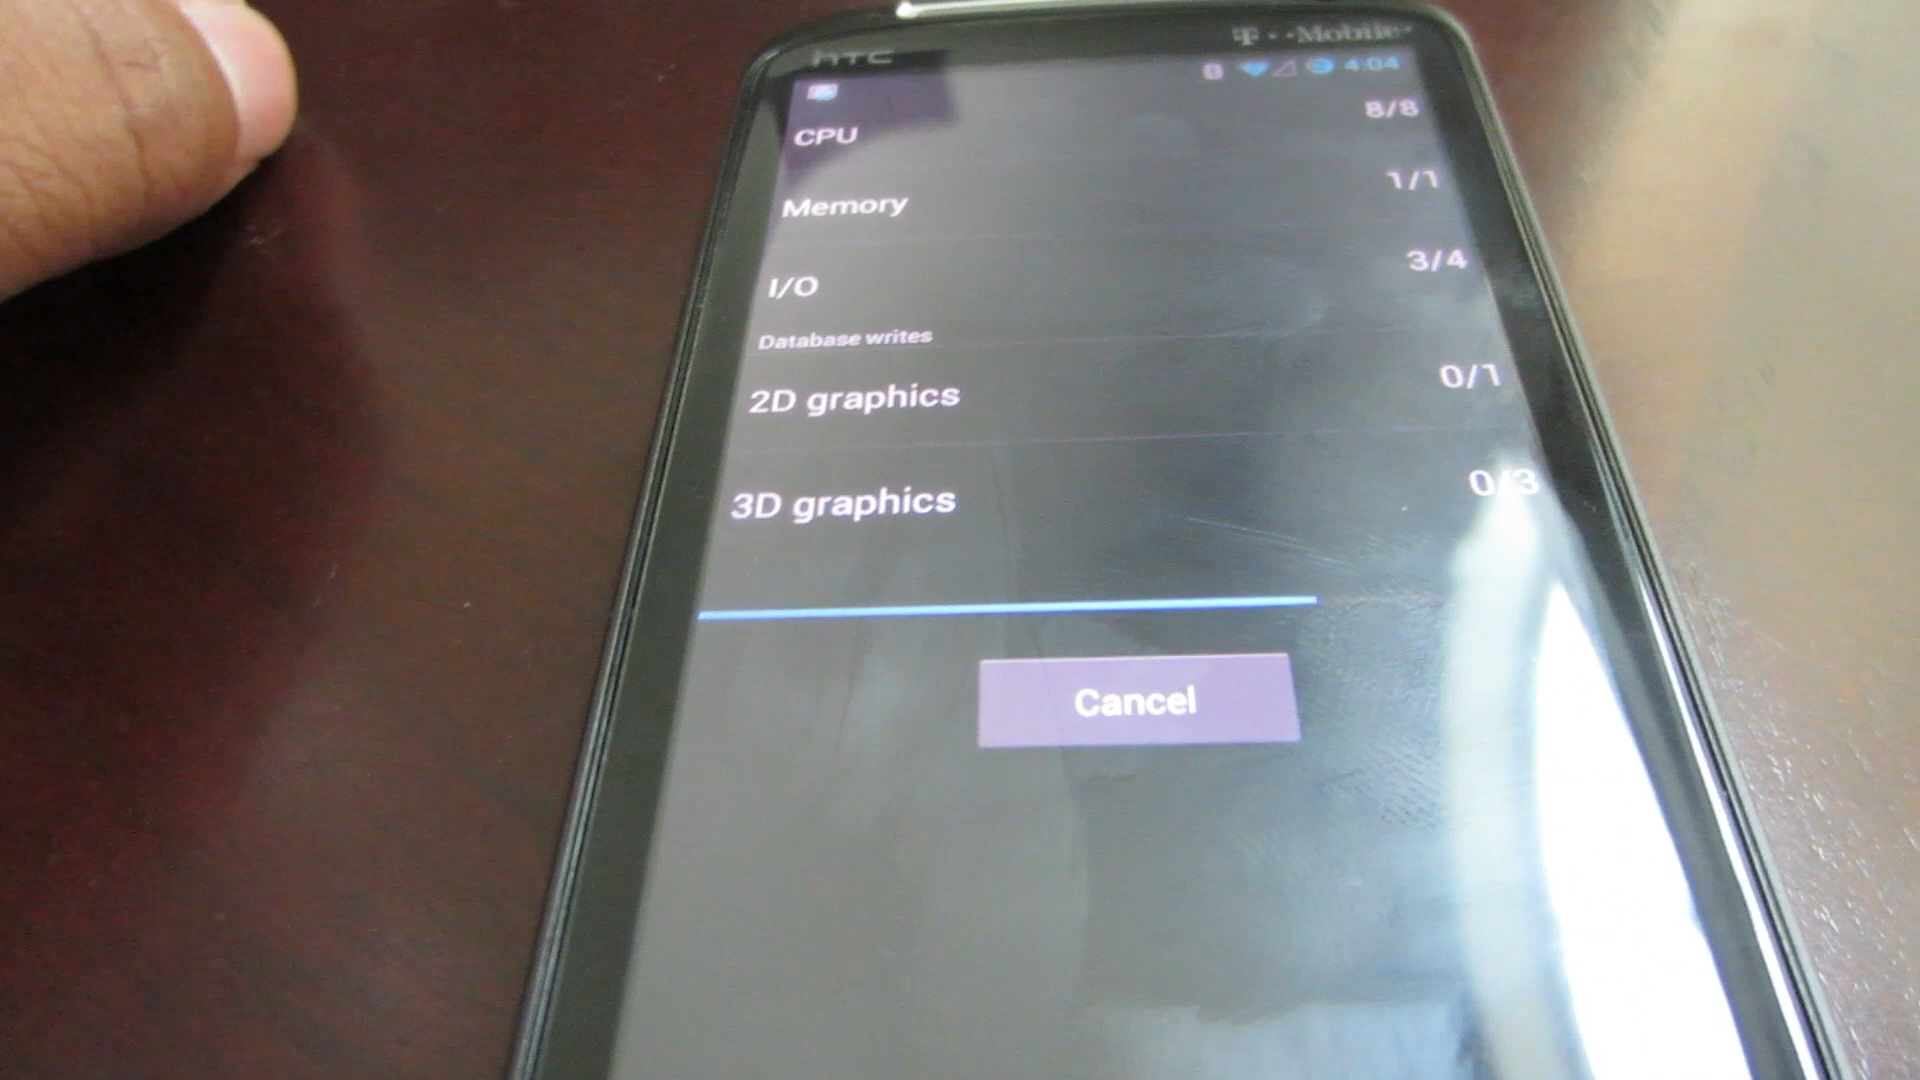 hTC
T··Mobile
4:04
CPU 8/8
Memory 1/1
I/O 3/4
Database writes
2D graphics 0/1
3D graphics 0/3
Cancel